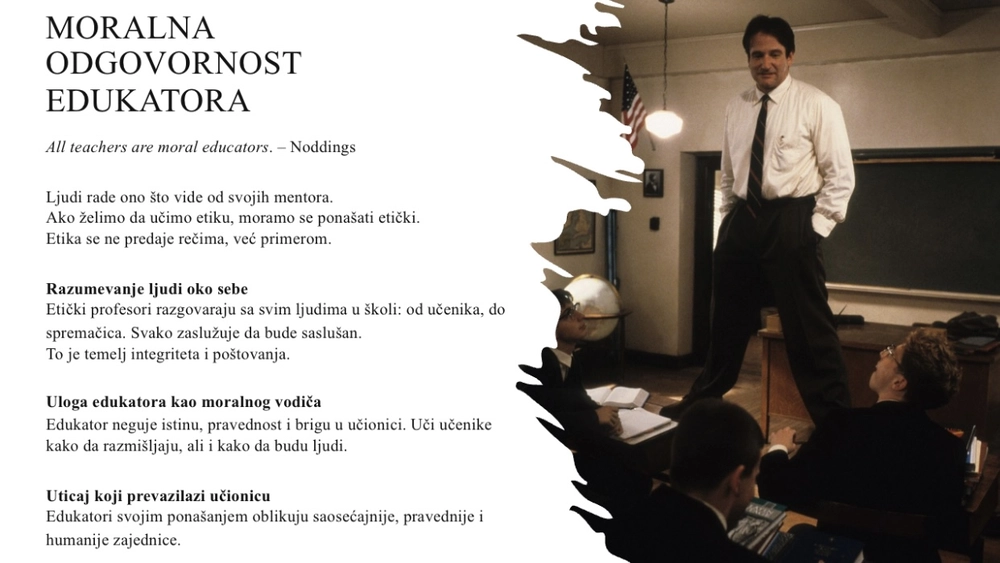 MORALNA
ODGOVORNOST
EDUKATORA
All teachers are moral educators. – Noddings
Ljudi rade ono što vide od svojih mentora.
Ako želimo da učimo etiku, moramo se ponašati etički.
Etika se ne predaje rečima, već primerom.
Razumevanje ljudi oko sebe
Etički profesori razgovaraju sa svim ljudima u školi: od učenika, do
spremačica. Svako zaslužuje da bude saslušan.
To je temelj integriteta i poštovanja.
Uloga edukatora kao moralnog vodiča
Edukator neguje istinu, pravednost i brigu u učionici. Uči učenike
kako da razmišljaju, ali i kako da budu ljudi.
Uticaj koji prevazilazi učionicu
Edukatori svojim ponašanjem oblikuju saosećajnije, pravednije i
humanije zajednice.